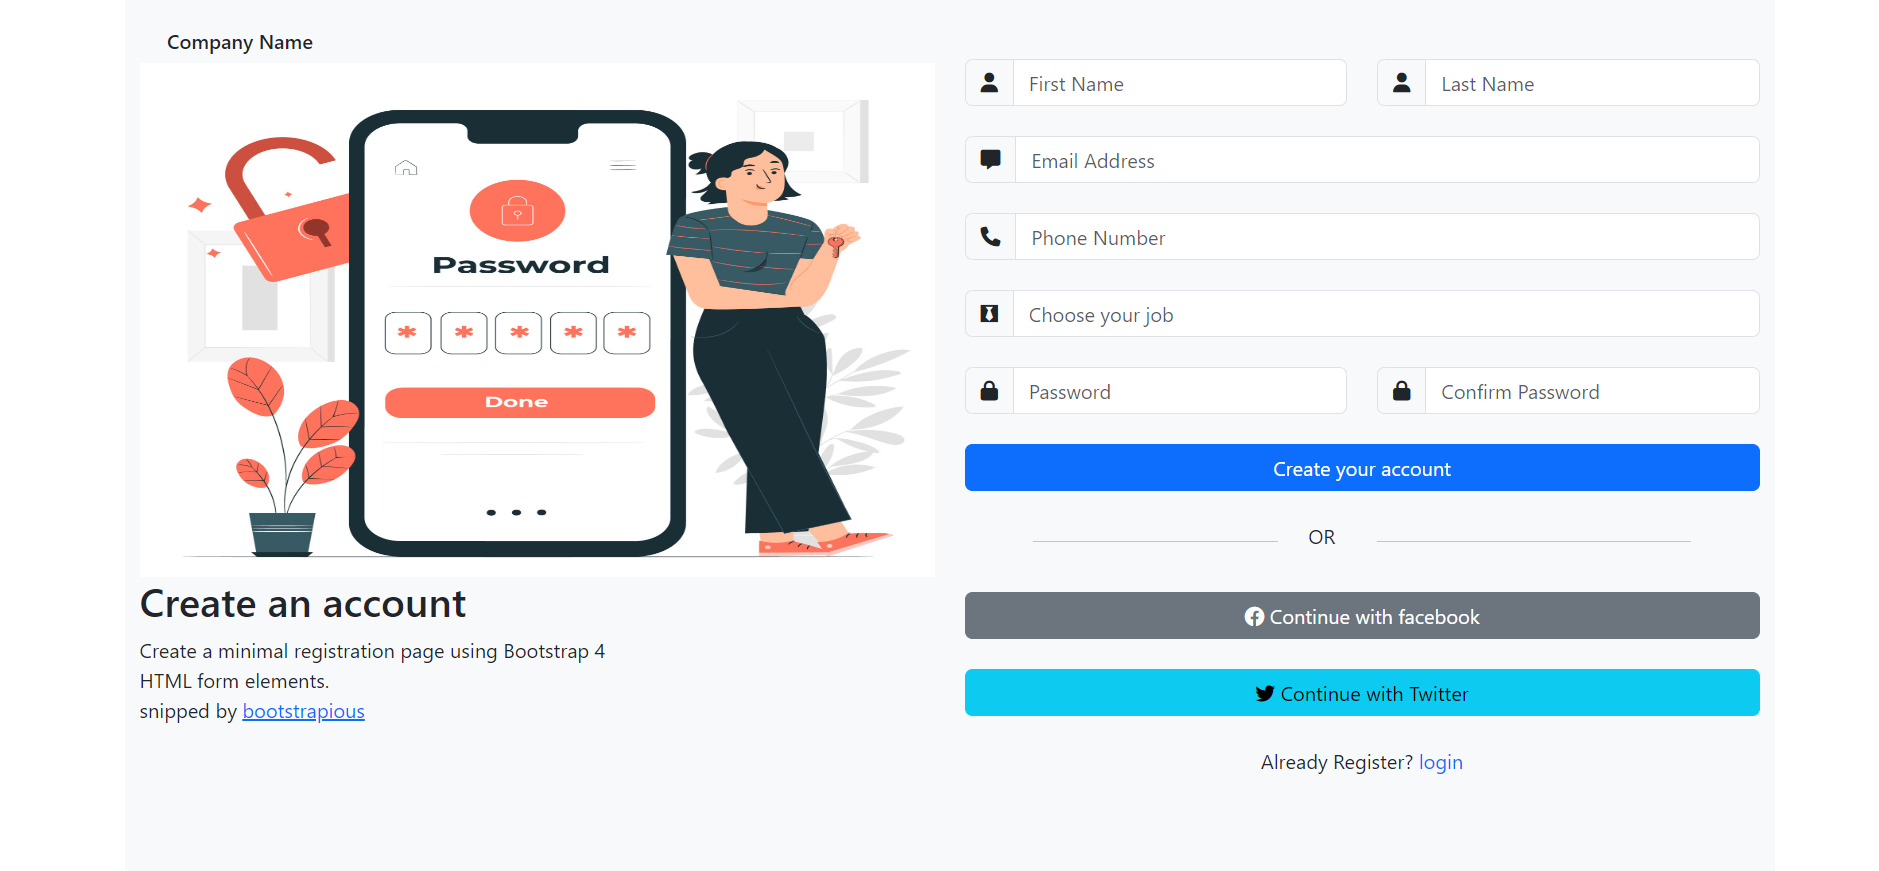 Company Name
Password
* * * * *
Done
Create an account
Create a minimal registration page using Bootstrap 4
HTML form elements.
snipped by bootstrapious
First Name
Last Name
Email Address
Phone Number
Choose your job
Password
Confirm Password
Create your account
OR
Continue with facebook
Continue with Twitter
Already Register? login